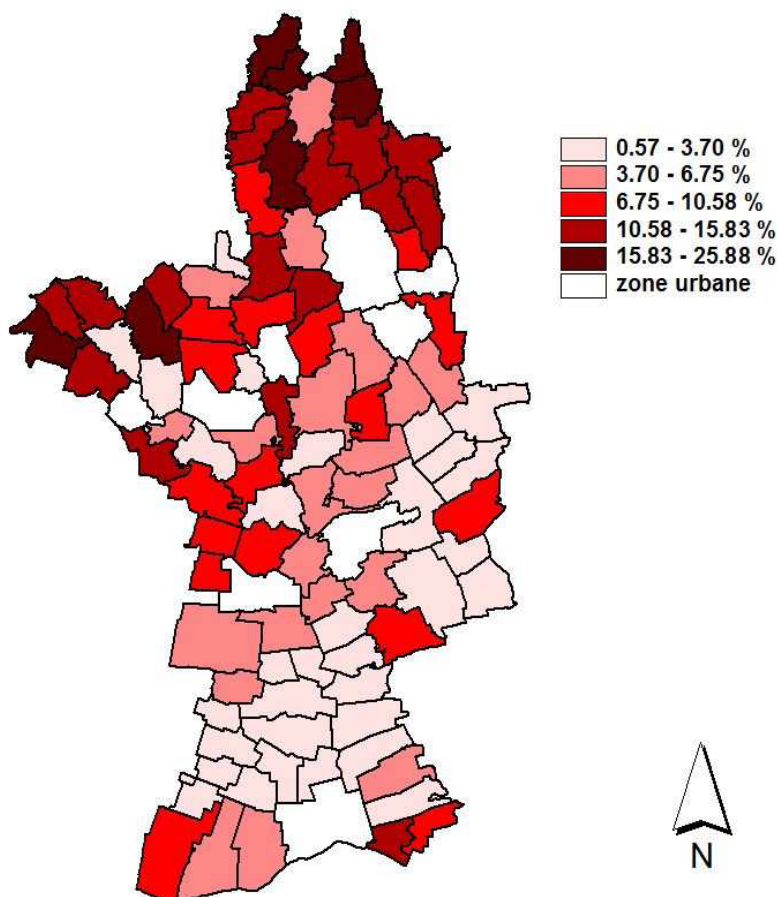 0.57 - 3.70 %
3.70 - 6.75 %
6.75 - 10.58 %
10.58 - 15.83 %
15.83 - 25.88 %
zone urbane
N